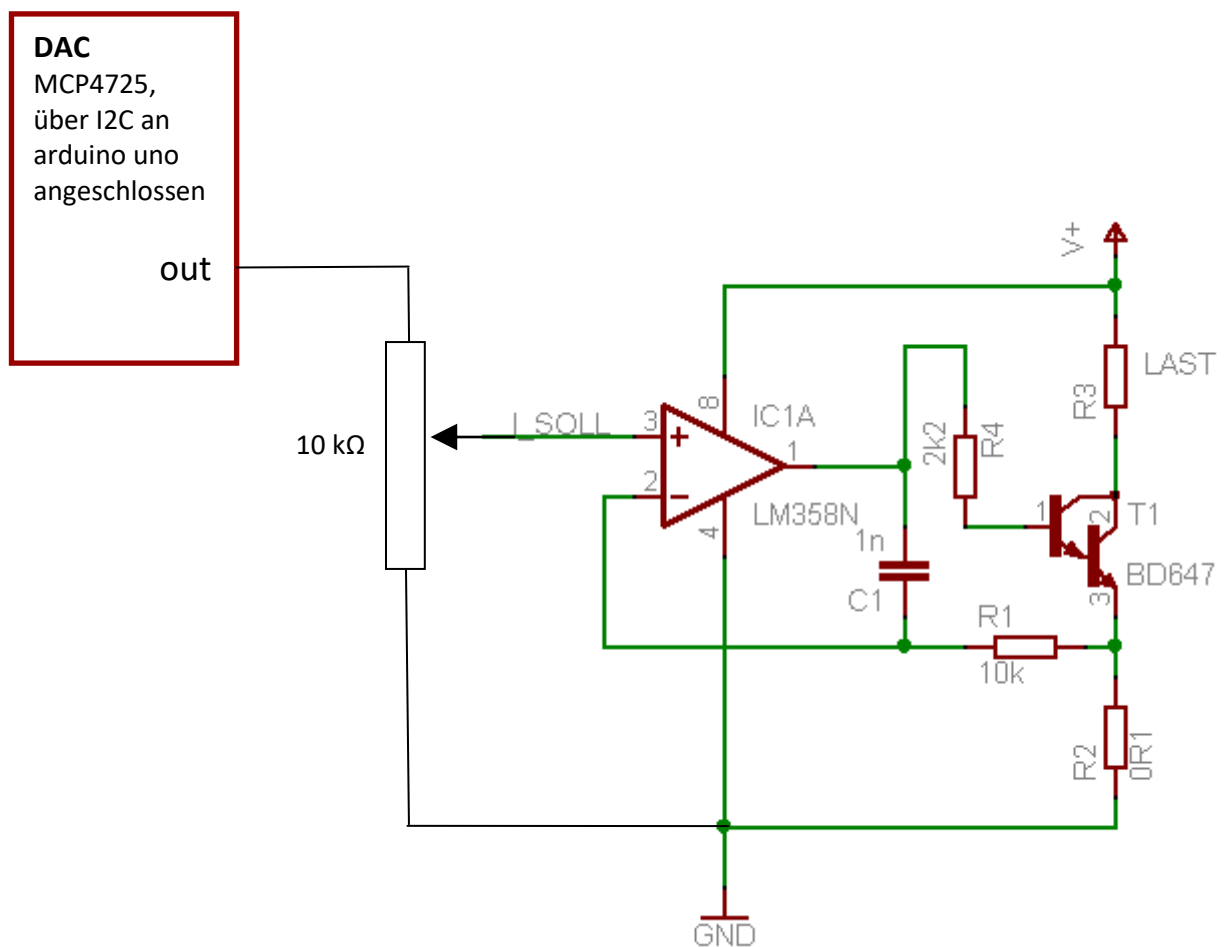 DAC
MCP4725,
über I2C an
arduino uno
angeschlossen
out
10 kΩ
I_SOLL
3
2
8
4
1
IC1A
LM358N
1n
C1
2k2
R4
V+
LAST
R3
1
2
3
T1
BD647
R1
10k
R2
0R1
GND